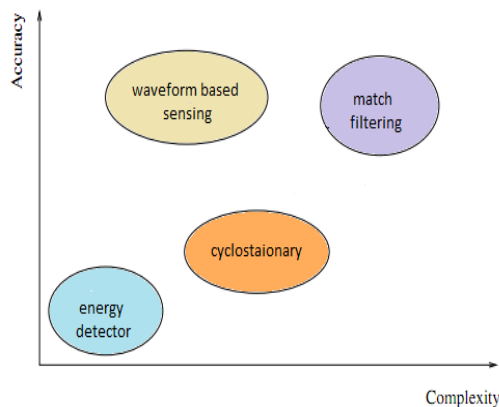 Accuracy
waveform based
sensing
match
filtering
cyclostaionary
energy
detector
Complexity